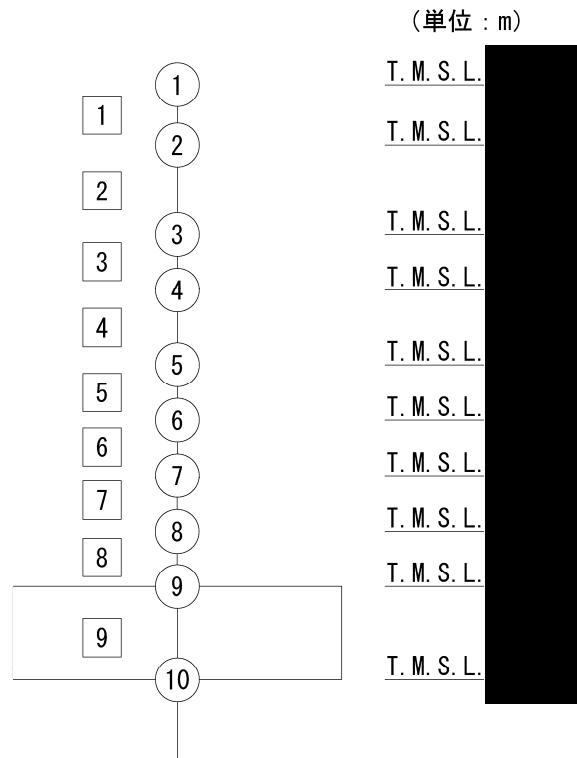 (単位：m)
① T.M.S.L.
1
② T.M.S.L.
2
③ T.M.S.L.
3
④ T.M.S.L.
4
⑤ T.M.S.L.
5
⑥ T.M.S.L.
6
⑦ T.M.S.L.
7
⑧ T.M.S.L.
8
⑨ T.M.S.L.
9
⑩ T.M.S.L.